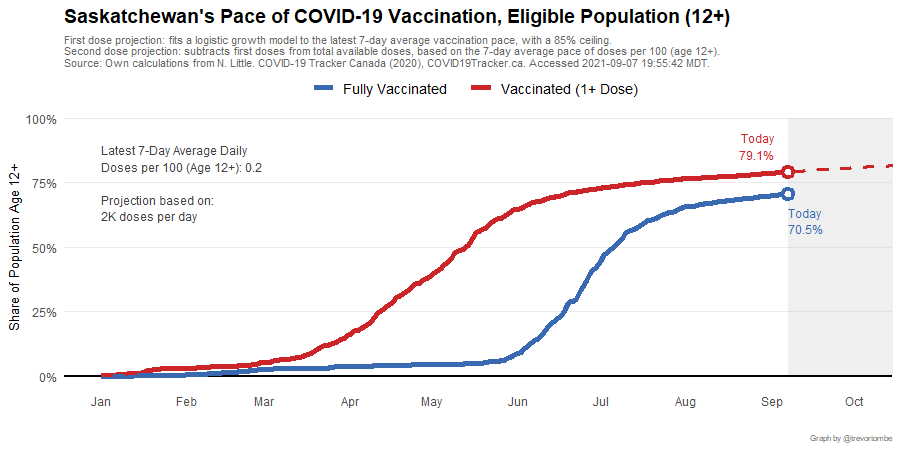 Saskatchewan's Pace of COVID-19 Vaccination, Eligible Population (12+)
First dose projection: fits a logistic growth model to the latest 7-day average vaccination pace, with a 85% ceiling.
Second dose projection: subtracts first doses from total available doses, based on the 7-day average pace of doses per 100 (age 12+).
Source: Own calculations from N. Little. COVID-19 Tracker Canada (2020), COVID19Tracker.ca. Accessed 2021-09-07 19:55:42 MDT.
Fully Vaccinated
Vaccinated (1+ Dose)
Share of Population Age 12+
100%
75%
50%
25%
0%
Latest 7-Day Average Daily
Doses per 100 (Age 12+): 0.2
Projection based on:
2K doses per day
Today
79.1%
Today
70.5%
Jan Feb Mar Apr May Jun Jul Aug Sep Oct
Graph by @trevortombe